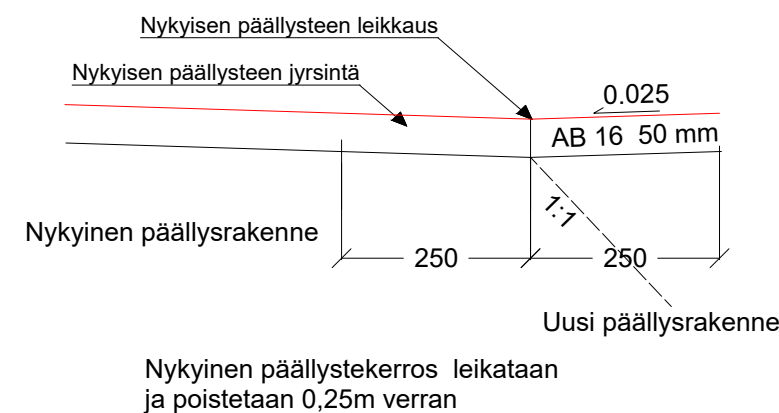 Nykyisen päällysteen leikkaus
Nykyisen päällysteen jyrsintä
0.025
AB 16 50 mm
1:1
Nykyinen päällysrakenne
250
250
Uusi päällysrakenne
Nykyinen päällystekerros leikataan
ja poistetaan 0,25m verran